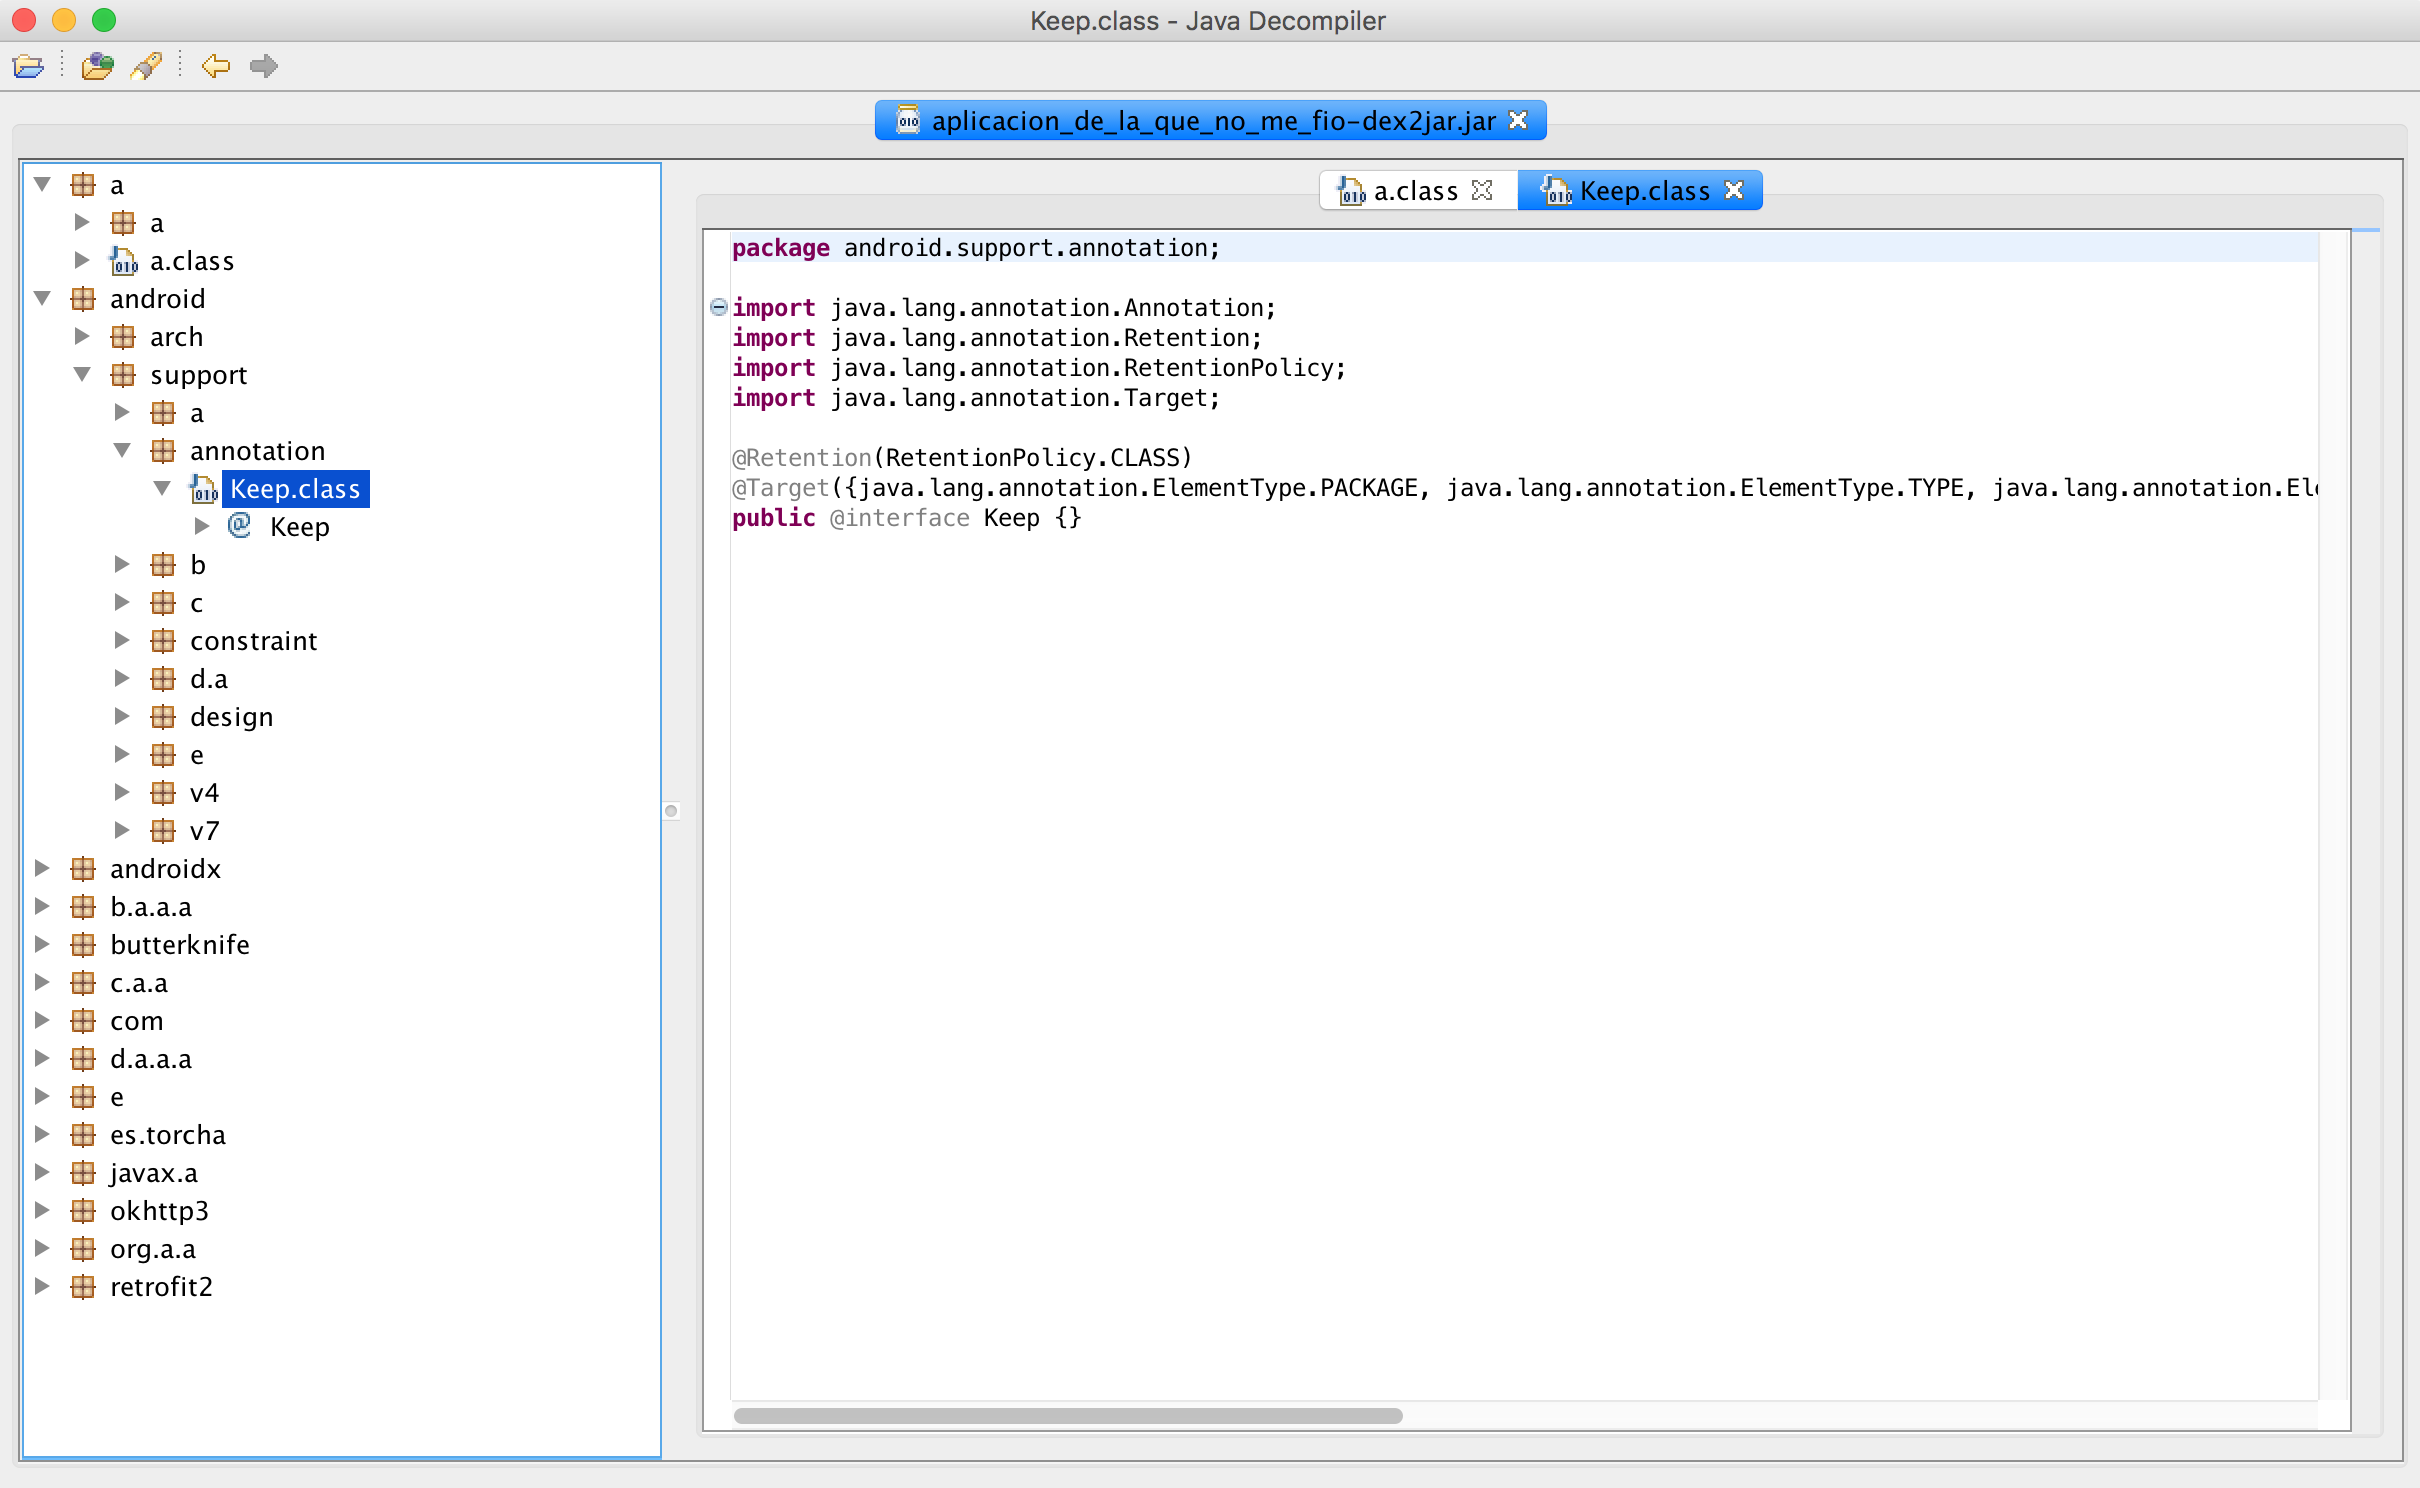 Keep.class - Java Decompiler
aplicacion_de_la_que_no_me_fio-dex2jar.jar
a
a
a.class
android
arch
support
a
annotation
Keep.class
Keep
b
c
constraint
d.a
design
e
v4
v7
androidx
b.a.a.a
butterknife
c.a.a
com
d.a.a.a
e
es.torcha
javax.a
okhttp3
org.a.a
retrofit2
a.class
Keep.class
package android.support.annotation;
import java.lang.annotation.Annotation;
import java.lang.annotation.Retention;
import java.lang.annotation.RetentionPolicy;
import java.lang.annotation.Target;
@Retention(RetentionPolicy.CLASS)
@Target({java.lang.annotation.ElementType.PACKAGE, java.lang.annotation.ElementType.TYPE, java.lang.annotation.Ele
public @interface Keep {}